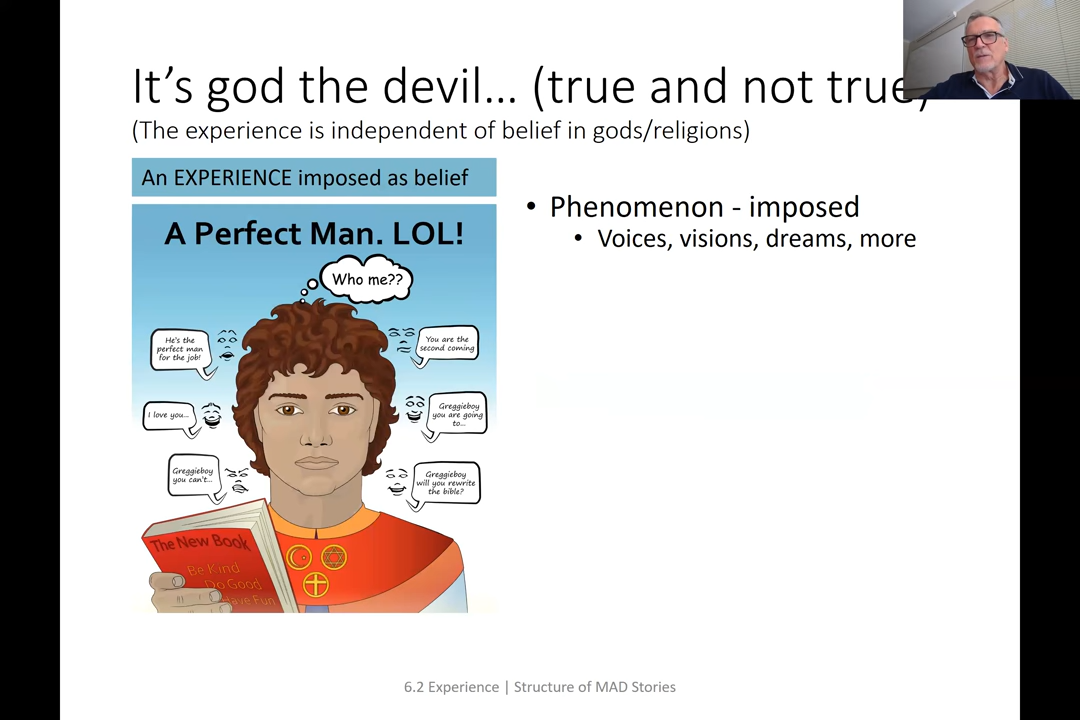 It’s god the devil… (true and not true)
(The experience is independent of belief in gods/religions)
An EXPERIENCE imposed as belief
A Perfect Man. LOL!
Who me??
He's the
perfect man
for the job!
You are the
second coming
I love you...
Greggieboy
you are going
to...
Greggieboy
you can't...
Greggieboy
will you rewrite
the bible?
The New Book
Be Kind
Do Good
Have Fun
• Phenomenon - imposed
• Voices, visions, dreams, more
6.2 Experience | Structure of MAD Stories